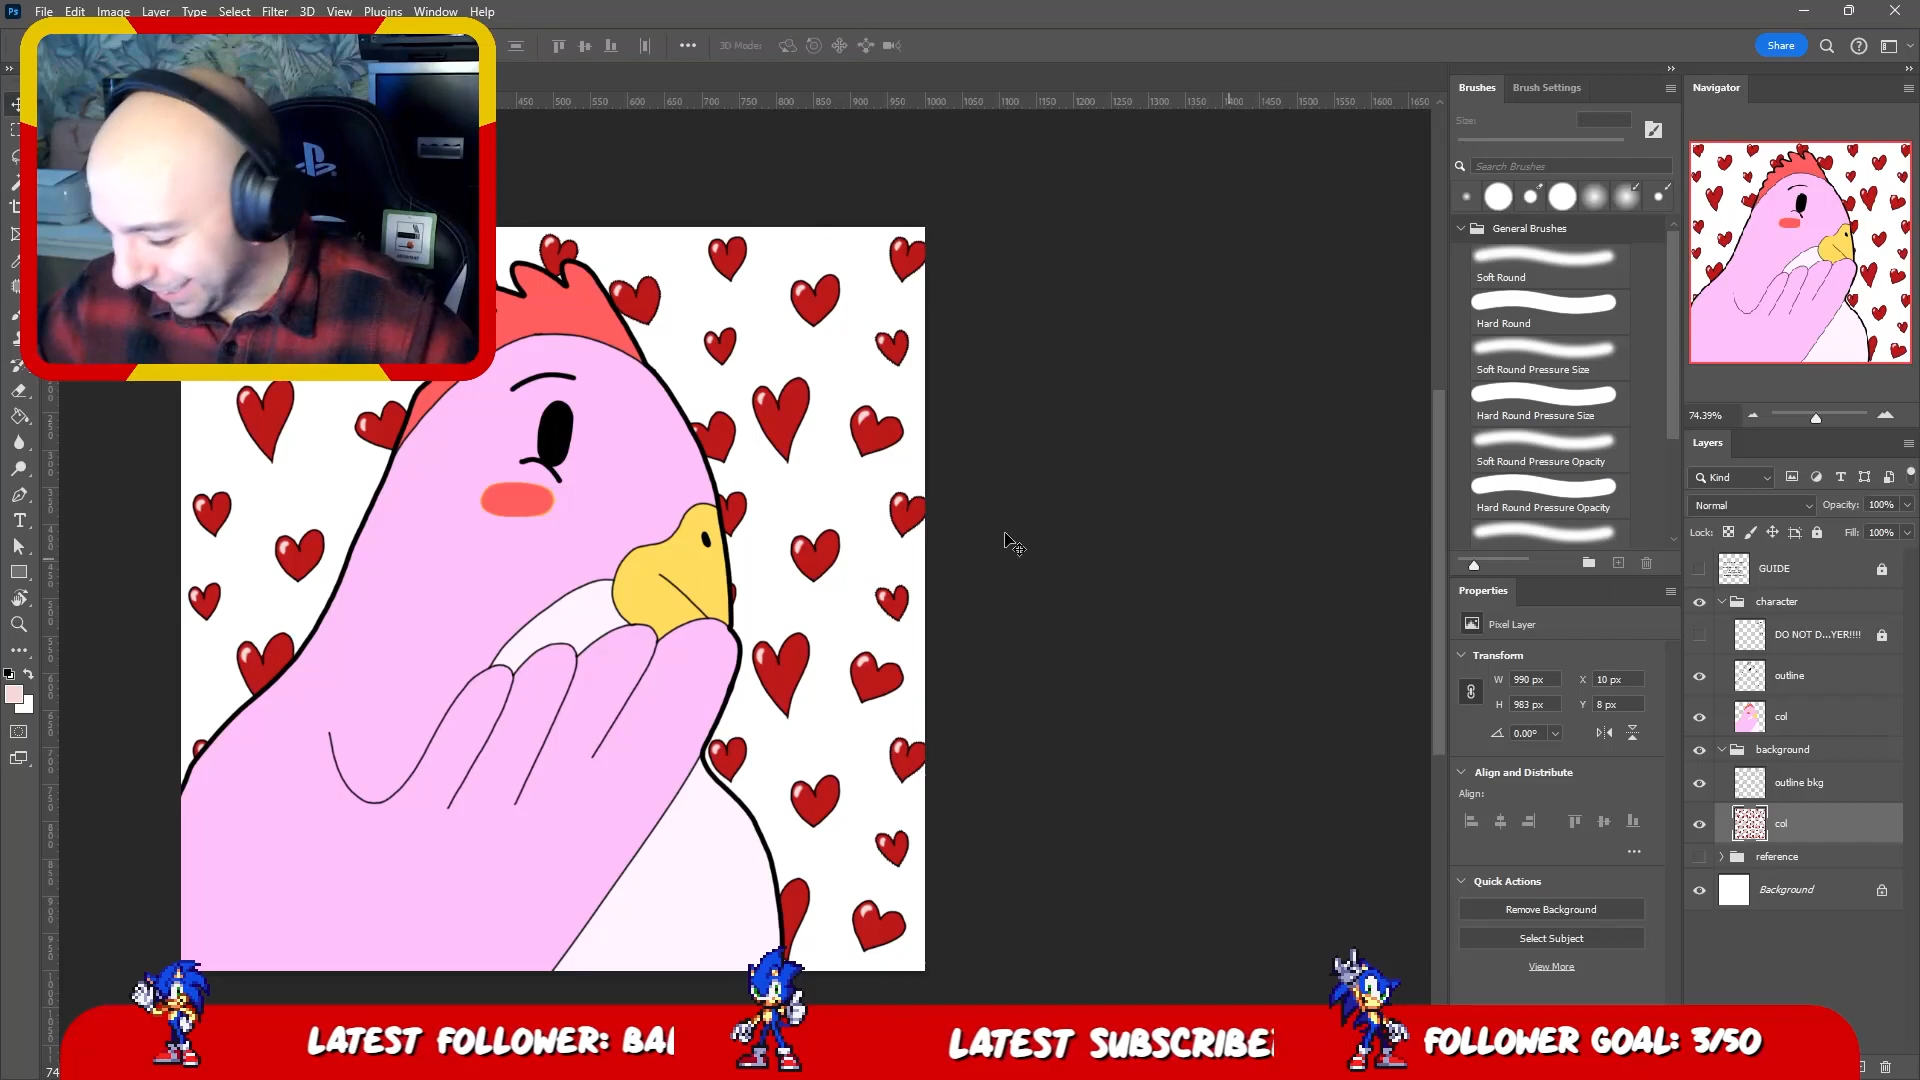 Ps File Edit Image Layer Type Select Filter 3D View Plugins Window Help
3D Mode: Share
450 500 550 600 650 700 750 800 850 900 950 1000 1050 1100 1150 1200 1250 1300 1350 1400 1450 1500 1550 1600 1650
Brushes Brush Settings
Size:
Search Brushes
General Brushes
Soft Round
Hard Round
Soft Round Pressure Size
Hard Round Pressure Size
Soft Round Pressure Opacity
Hard Round Pressure Opacity
Properties
Pixel Layer
Transform
W 990 px X 10 px
H 983 px Y 8 px
0.00°
Align and Distribute
Align:
Quick Actions
Remove Background
Select Subject
View More
Navigator
74.39%
Layers
Kind
Normal Opacity: 100%
Lock: Fill: 100%
GUIDE
character
DO NOT D...YER!!!!
outline
col
background
outline bkg
col
reference
Background
74
LATEST FOLLOWER: BAI
LATEST SUBSCRIBE
FOLLOWER GOAL: 3/50